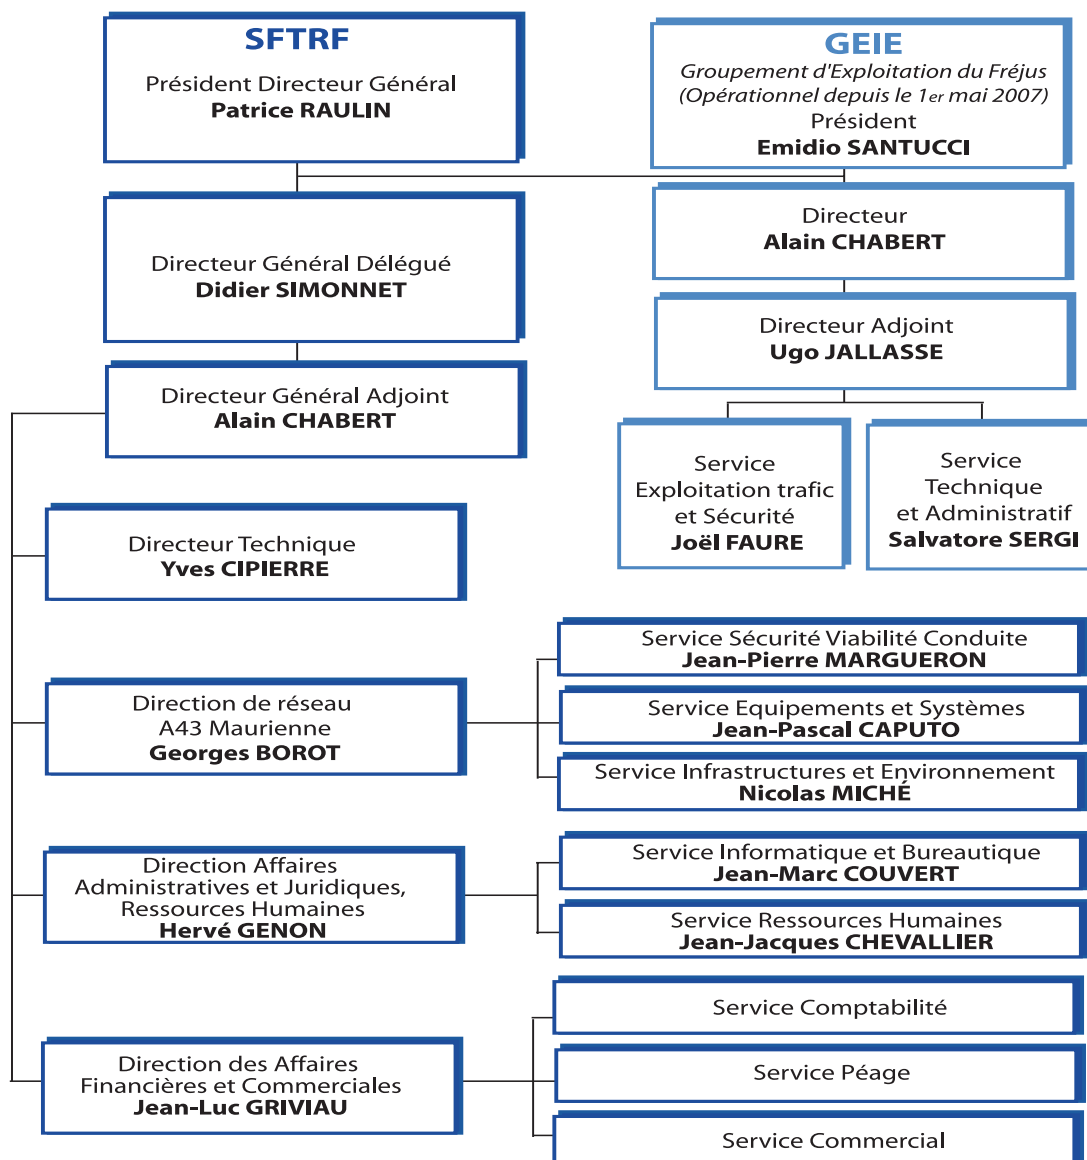 SFTRF
Président Directeur Général
Patrice RAULIN
GEIE
Groupement d'Exploitation du Fréjus
(Opérationnel depuis le 1er mai 2007)
Président
Emidio SANTUCCI
Directeur Général Délégué
Didier SIMONNET
Directeur
Alain CHABERT
Directeur Adjoint
Ugo JALLASSE
Directeur Général Adjoint
Alain CHABERT
Service
Exploitation trafic
et Sécurité
Joël FAURE
Service
Technique
et Administratif
Salvatore SERGI
Directeur Technique
Yves CIPIERRE
Direction de réseau
A43 Maurienne
Georges BOROT
Service Sécurité Viabilité Conduite
Jean-Pierre MARGUERON
Service Equipements et Systèmes
Jean-Pascal CAPUTO
Service Infrastructures et Environnement
Nicolas MICHÉ
Direction Affaires
Administratives et Juridiques,
Ressources Humaines
Hervé GENON
Service Informatique et Bureautique
Jean-Marc COUVERT
Service Ressources Humaines
Jean-Jacques CHEVALLIER
Direction des Affaires
Financières et Commerciales
Jean-Luc GRIVIAU
Service Comptabilité
Service Péage
Service Commercial